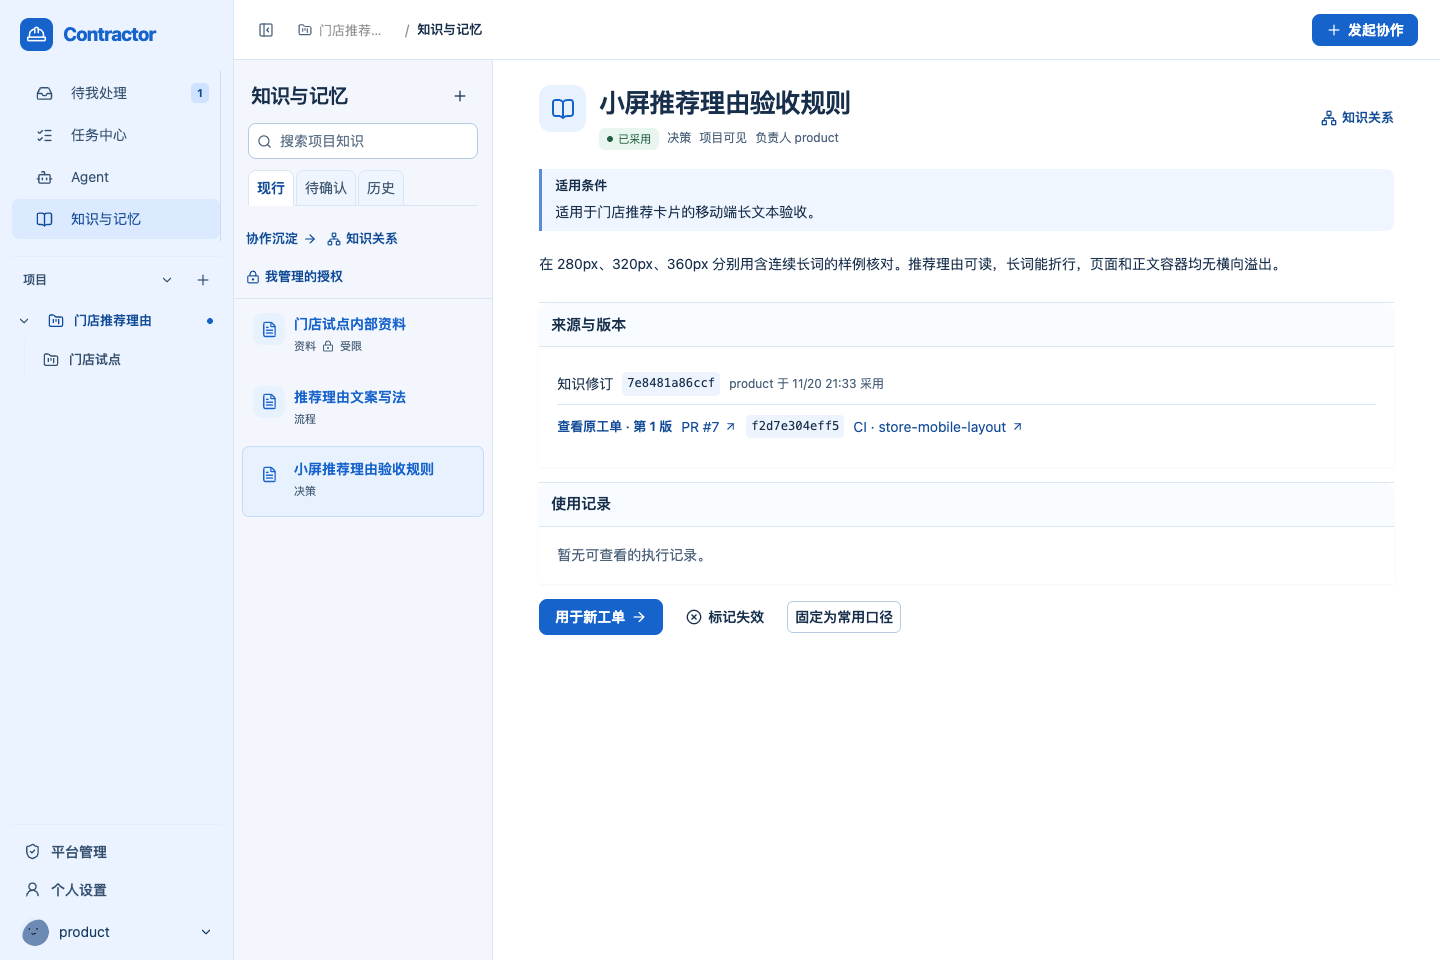 Contractor
待我处理
1
任务中心
Agent
知识与记忆
项目
门店推荐理由
门店试点
平台管理
个人设置
product
门店推荐... / 知识与记忆
发起协作
知识与记忆
搜索项目知识
现行 待确认 历史
协作沉淀 → 知识关系
我管理的授权
门店试点内部资料
资料 受限
推荐理由文案写法
流程
小屏推荐理由验收规则
决策
小屏推荐理由验收规则
已采用 决策 项目可见 负责人 product
知识关系
适用条件
适用于门店推荐卡片的移动端长文本验收。
在 280px、320px、360px 分别用含连续长词的样例核对。推荐理由可读，长词能折行，页面和正文容器均无横向溢出。
来源与版本
知识修订 7e8481a86ccf product 于 11/20 21:33 采用
查看原工单 · 第 1 版 PR #7 ↗ f2d7e304eff5 CI · store-mobile-layout ↗
使用记录
暂无可查看的执行记录。
用于新工单 → 标记失效 固定为常用口径